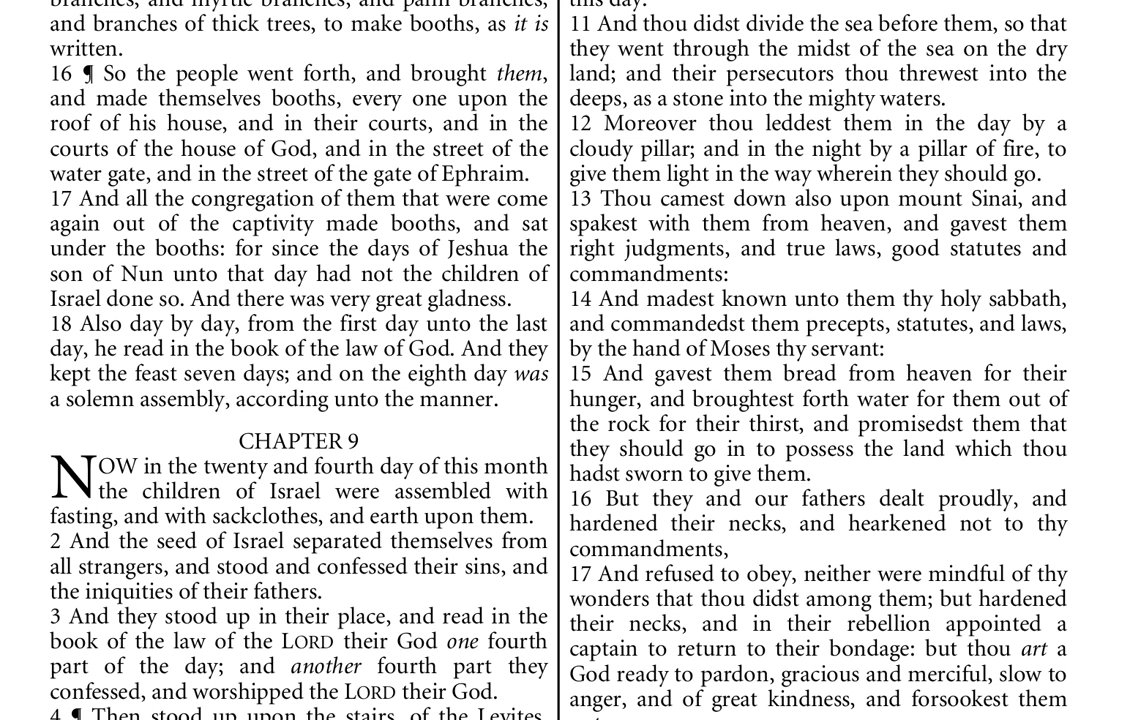 branches, and myrtle branches, and palm branches,
and branches of thick trees, to make booths, as it is
written.
16 ¶ So the people went forth, and brought them,
and made themselves booths, every one upon the
roof of his house, and in their courts, and in the
courts of the house of God, and in the street of the
water gate, and in the street of the gate of Ephraim.
17 And all the congregation of them that were come
again out of the captivity made booths, and sat
under the booths: for since the days of Jeshua the
son of Nun unto that day had not the children of
Israel done so. And there was very great gladness.
18 Also day by day, from the first day unto the last
day, he read in the book of the law of God. And they
kept the feast seven days; and on the eighth day was
a solemn assembly, according unto the manner.
CHAPTER 9
NOW in the twenty and fourth day of this month
the children of Israel were assembled with
fasting, and with sackclothes, and earth upon them.
2 And the seed of Israel separated themselves from
all strangers, and stood and confessed their sins, and
the iniquities of their fathers.
3 And they stood up in their place, and read in the
book of the law of the LORD their God one fourth
part of the day; and another fourth part they
confessed, and worshipped the LORD their God.
4 ¶ Then stood up upon the stairs, of the Levites,
this day.
11 And thou didst divide the sea before them, so that
they went through the midst of the sea on the dry
land; and their persecutors thou threwest into the
deeps, as a stone into the mighty waters.
12 Moreover thou leddest them in the day by a
cloudy pillar; and in the night by a pillar of fire, to
give them light in the way wherein they should go.
13 Thou camest down also upon mount Sinai, and
spakest with them from heaven, and gavest them
right judgments, and true laws, good statutes and
commandments:
14 And madest known unto them thy holy sabbath,
and commandedst them precepts, statutes, and laws,
by the hand of Moses thy servant:
15 And gavest them bread from heaven for their
hunger, and broughtest forth water for them out of
the rock for their thirst, and promisedst them that
they should go in to possess the land which thou
hadst sworn to give them.
16 But they and our fathers dealt proudly, and
hardened their necks, and hearkened not to thy
commandments,
17 And refused to obey, neither were mindful of thy
wonders that thou didst among them; but hardened
their necks, and in their rebellion appointed a
captain to return to their bondage: but thou art a
God ready to pardon, gracious and merciful, slow to
anger, and of great kindness, and forsookest them